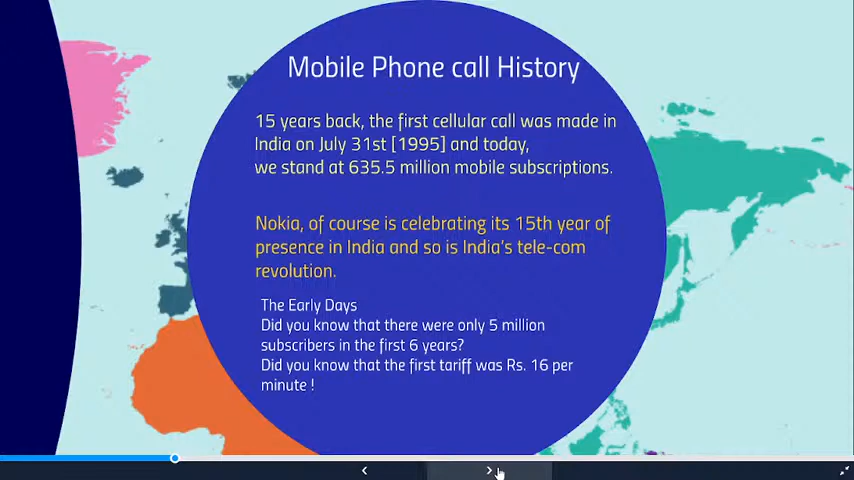 Mobile Phone call History
15 years back, the first cellular call was made in
India on July 31st [1995] and today,
we stand at 635.5 million mobile subscriptions.
Nokia, of course is celebrating its 15th year of
presence in India and so is India's tele-com
revolution.
The Early Days
Did you know that there were only 5 million
subscribers in the first 6 years?
Did you know that the first tariff was Rs. 16 per
minute !